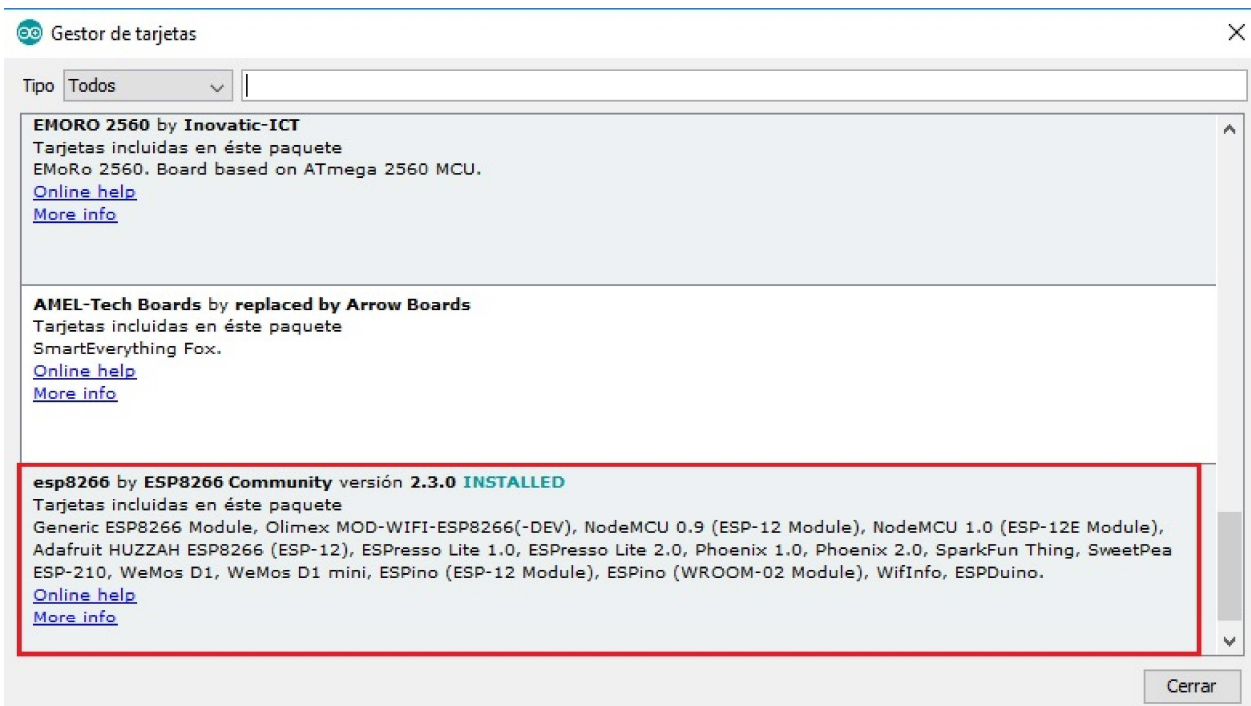 Gestor de tarjetas
Tipo Todos
EMORO 2560 by Inovatic-ICT
Tarjetas incluidas en éste paquete
EMoRo 2560. Board based on ATmega 2560 MCU.
Online help
More info
AMEL-Tech Boards by replaced by Arrow Boards
Tarjetas incluidas en éste paquete
SmartEverything Fox.
Online help
More info
esp8266 by ESP8266 Community versión 2.3.0 INSTALLED
Tarjetas incluidas en éste paquete
Generic ESP8266 Module, Olimex MOD-WIFI-ESP8266(-DEV), NodeMCU 0.9 (ESP-12 Module), NodeMCU 1.0 (ESP-12E Module),
Adafruit HUZZAH ESP8266 (ESP-12), ESPresso Lite 1.0, ESPresso Lite 2.0, Phoenix 1.0, Phoenix 2.0, SparkFun Thing, SweetPea
ESP-210, WeMos D1, WeMos D1 mini, ESPino (ESP-12 Module), ESPino (WROOM-02 Module), WifInfo, ESPDuino.
Online help
More info
Cerrar